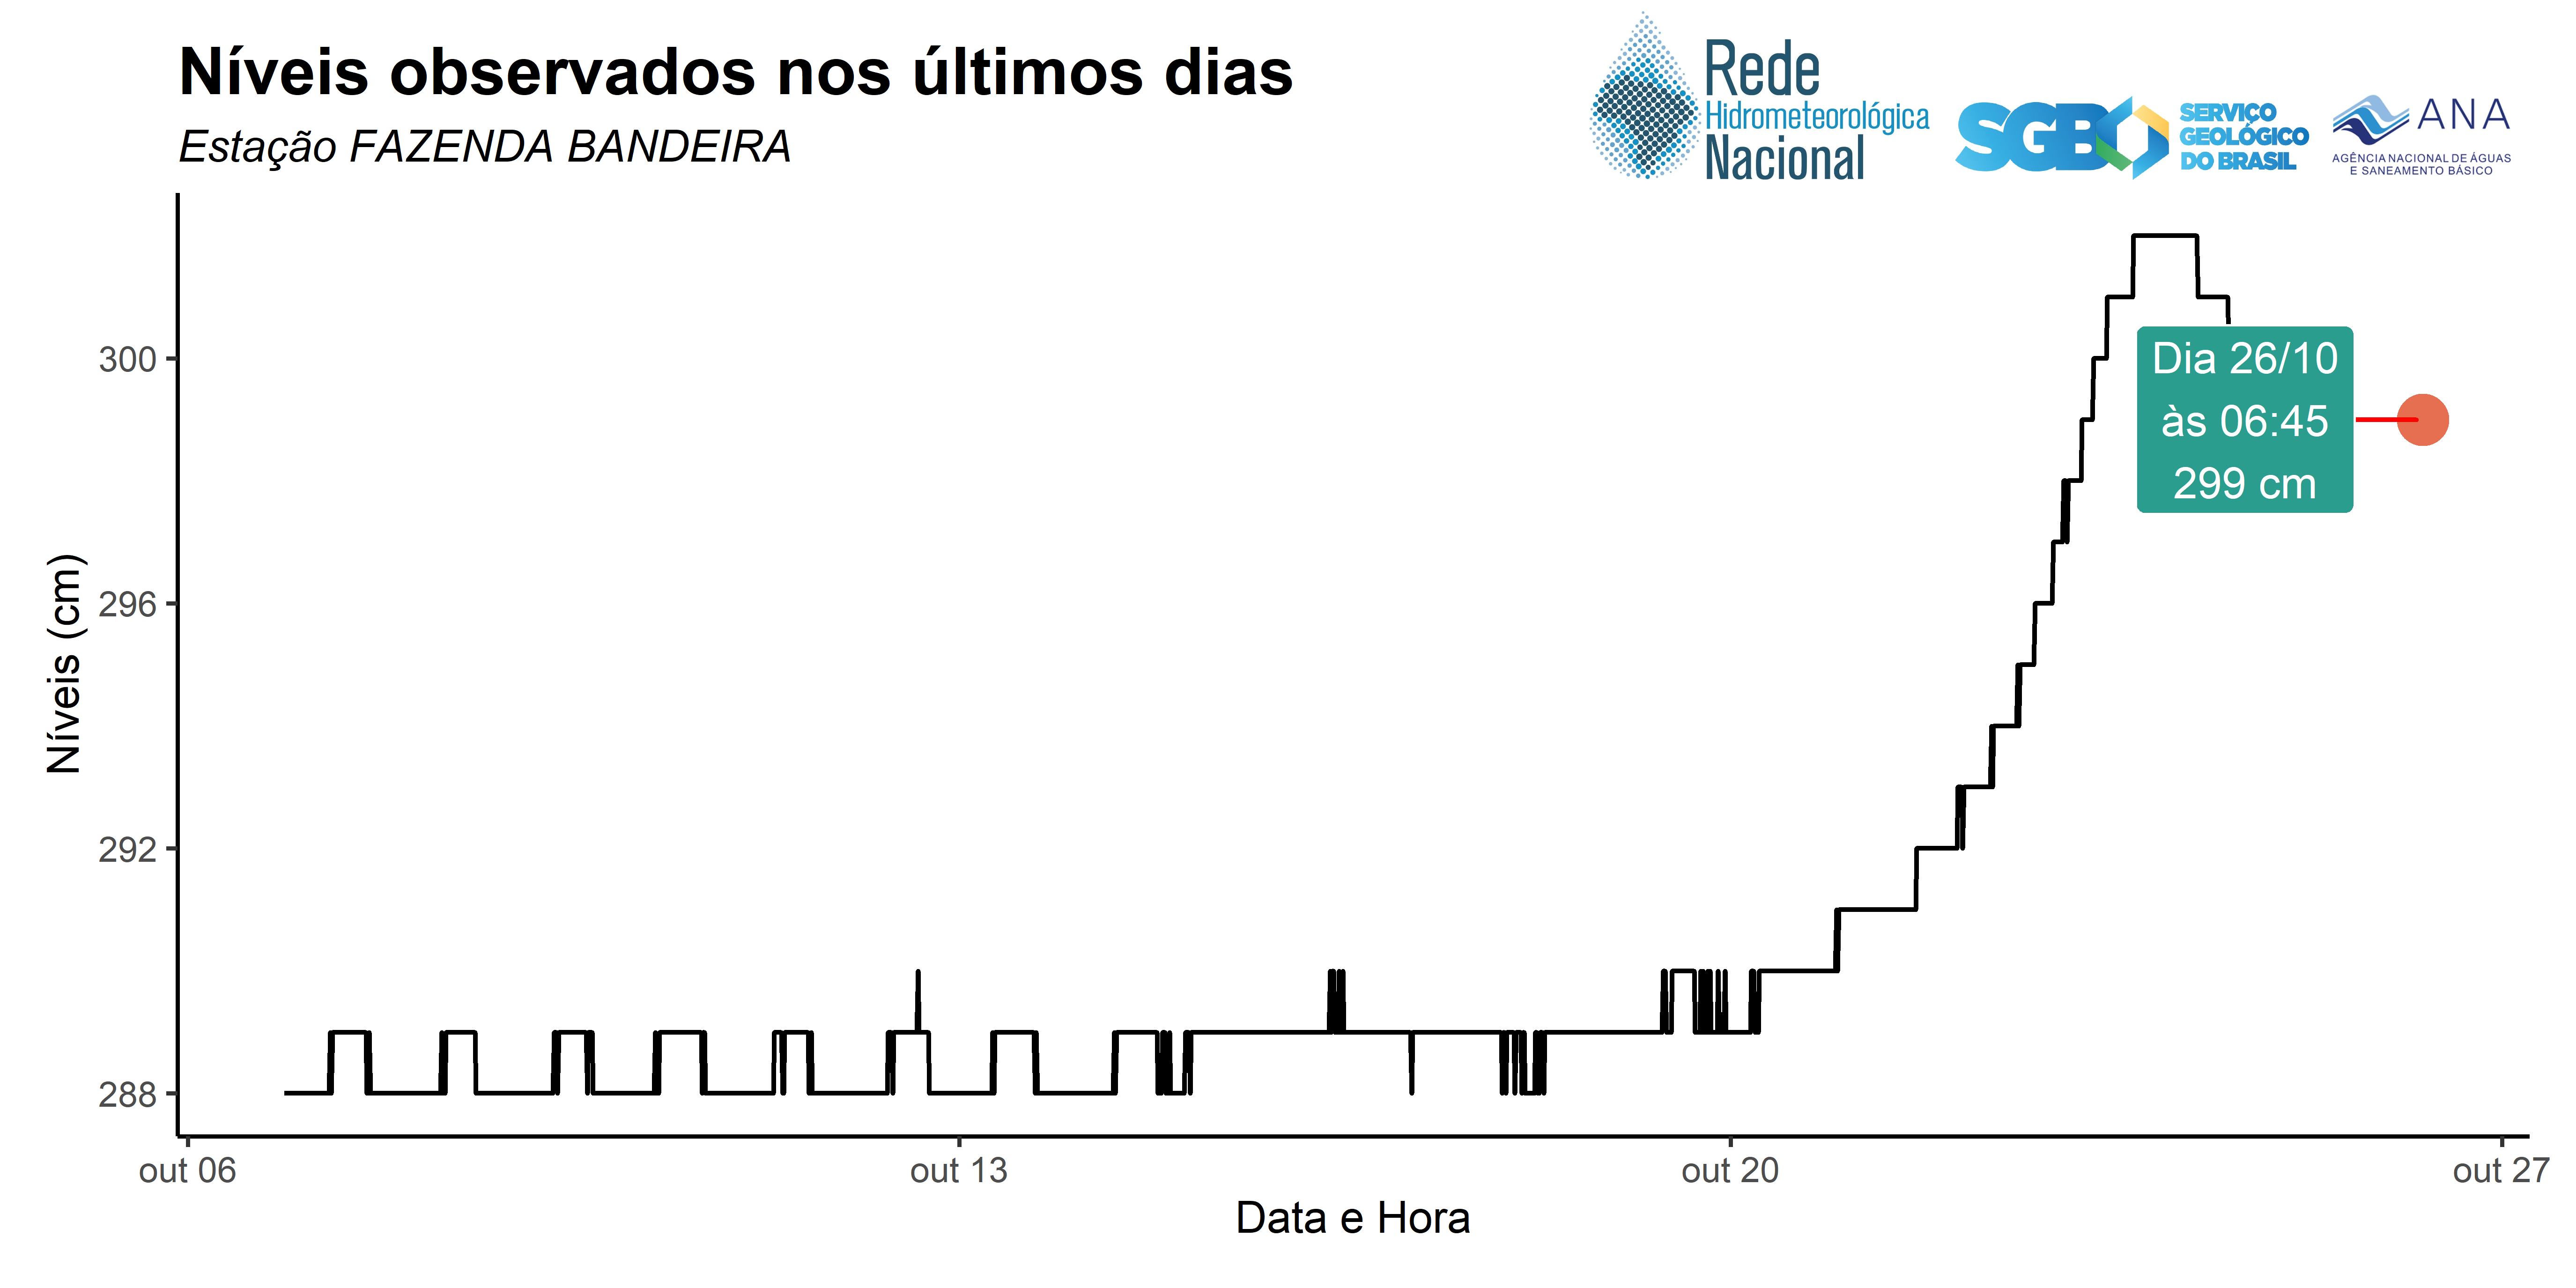 Níveis observados nos últimos dias
Estação FAZENDA BANDEIRA
Rede
Hidrometeorológica
Nacional
SGB
SERVIÇO
GEOLÓGICO
DO BRASIL
ANA
AGÊNCIA NACIONAL DE ÁGUAS
E SANEAMENTO BÁSICO
Níveis (cm)
300
296
292
288
Dia 26/10
às 06:45
299 cm
out 06
out 13
out 20
out 27
Data e Hora